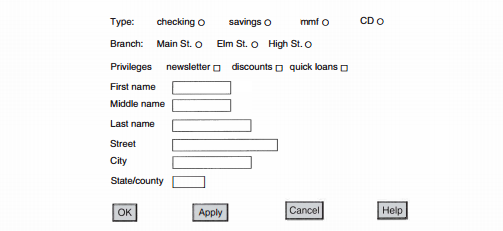 Type: checking savings mmf CD
Branch: Main St. Elm St. High St.
Privileges newsletter discounts quick loans
First name
Middle name
Last name
Street
City
State/county
OK Apply Cancel Help